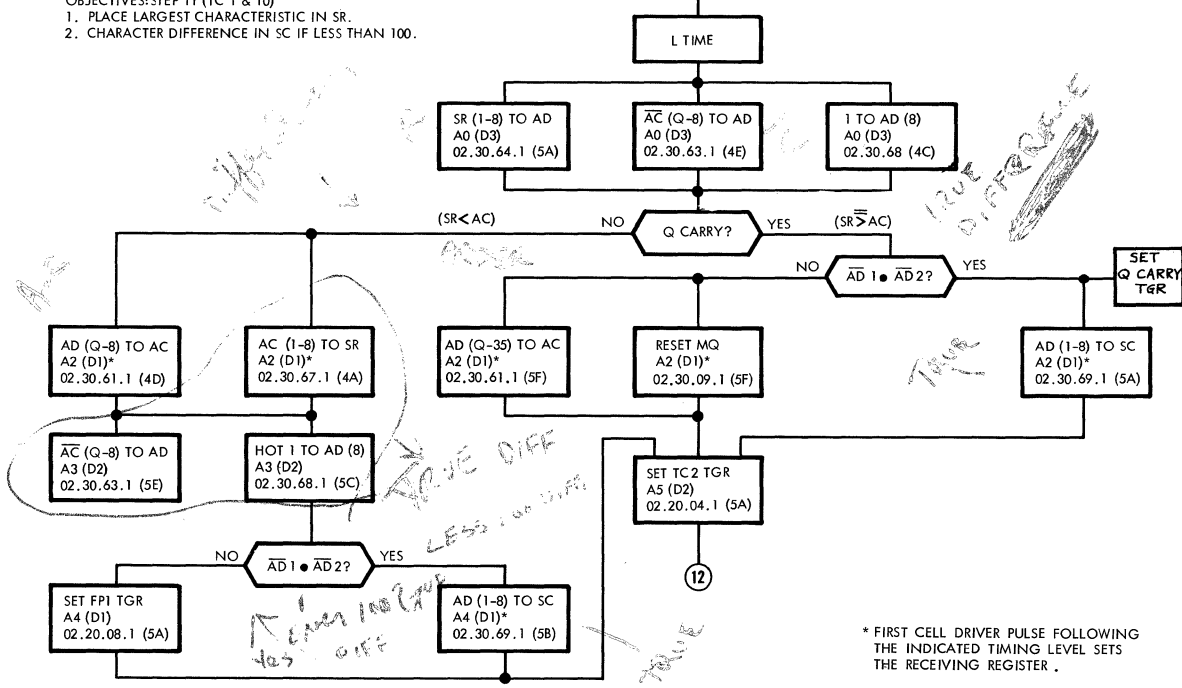 OBJECTIVES: STEP 11 (TC 1 & 10)
1. PLACE LARGEST CHARACTERISTIC IN SR.
2. CHARACTER DIFFERENCE IN SC IF LESS THAN 100.
L TIME
SR (1-8) TO AD
A0 (D3)
02.30.64.1 (5A)
A̅C̅ (Q-8) TO AD
A0 (D3)
02.30.63.1 (4E)
1 TO AD (8)
A0 (D3)
02.30.68 (4C)
TRUE
DIFFERENCE
(SR<AC)
NO
Q CARRY?
YES
(SR≧AC)
NO
A̅D̅ 1 ● A̅D̅ 2?
YES
SET
Q CARRY
TGR
AD (Q-8) TO AC
A2 (D1)*
02.30.61.1 (4D)
AC (1-8) TO SR
A2 (D1)*
02.30.67.1 (4A)
AD (Q-35) TO AC
A2 (D1)*
02.30.61.1 (5F)
RESET MQ
A2 (D1)*
02.30.09.1 (5F)
TRUE
AD (1-8) TO SC
A2 (D1)*
02.30.69.1 (5A)
A̅C̅ (Q-8) TO AD
A3 (D2)
02.30.63.1 (5E)
HOT 1 TO AD (8)
A3 (D2)
02.30.68.1 (5C)
TRUE DIFF
SET TC 2 TGR
A5 (D2)
02.20.04.1 (5A)
LESS DIFF
NO
A̅D̅ 1 ● A̅D̅ 2?
YES
12
SET FP1 TGR
A4 (D1)
02.20.08.1 (5A)
AD (1-8) TO SC
A4 (D1)*
02.30.69.1 (5B)
yes DIFF
TRUE
* FIRST CELL DRIVER PULSE FOLLOWING
THE INDICATED TIMING LEVEL SETS
THE RECEIVING REGISTER .